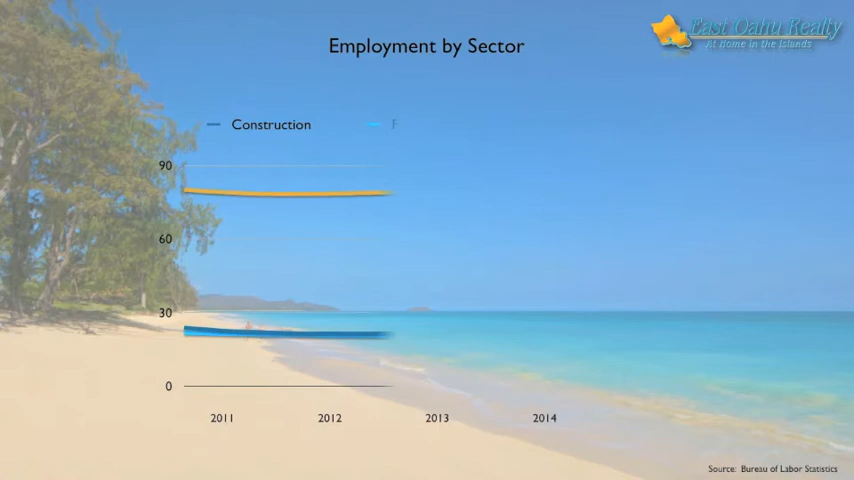 East Oahu Realty
At Home in the Islands
Employment by Sector
Construction
90
60
30
0
2011 2012 2013 2014
Source: Bureau of Labor Statistics